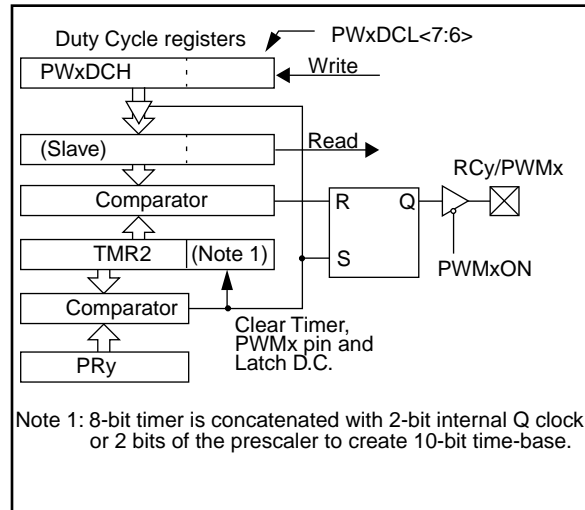 Duty Cycle registers
PWxDCL<7:6>
PWxDCH
Write
(Slave)
Read
Comparator
RCy/PWMx
R
Q
TMR2
(Note 1)
S
PWMxON
Comparator
Clear Timer,
PWMx pin and
Latch D.C.
PRy
Note 1: 8-bit timer is concatenated with 2-bit internal Q clock
or 2 bits of the prescaler to create 10-bit time-base.